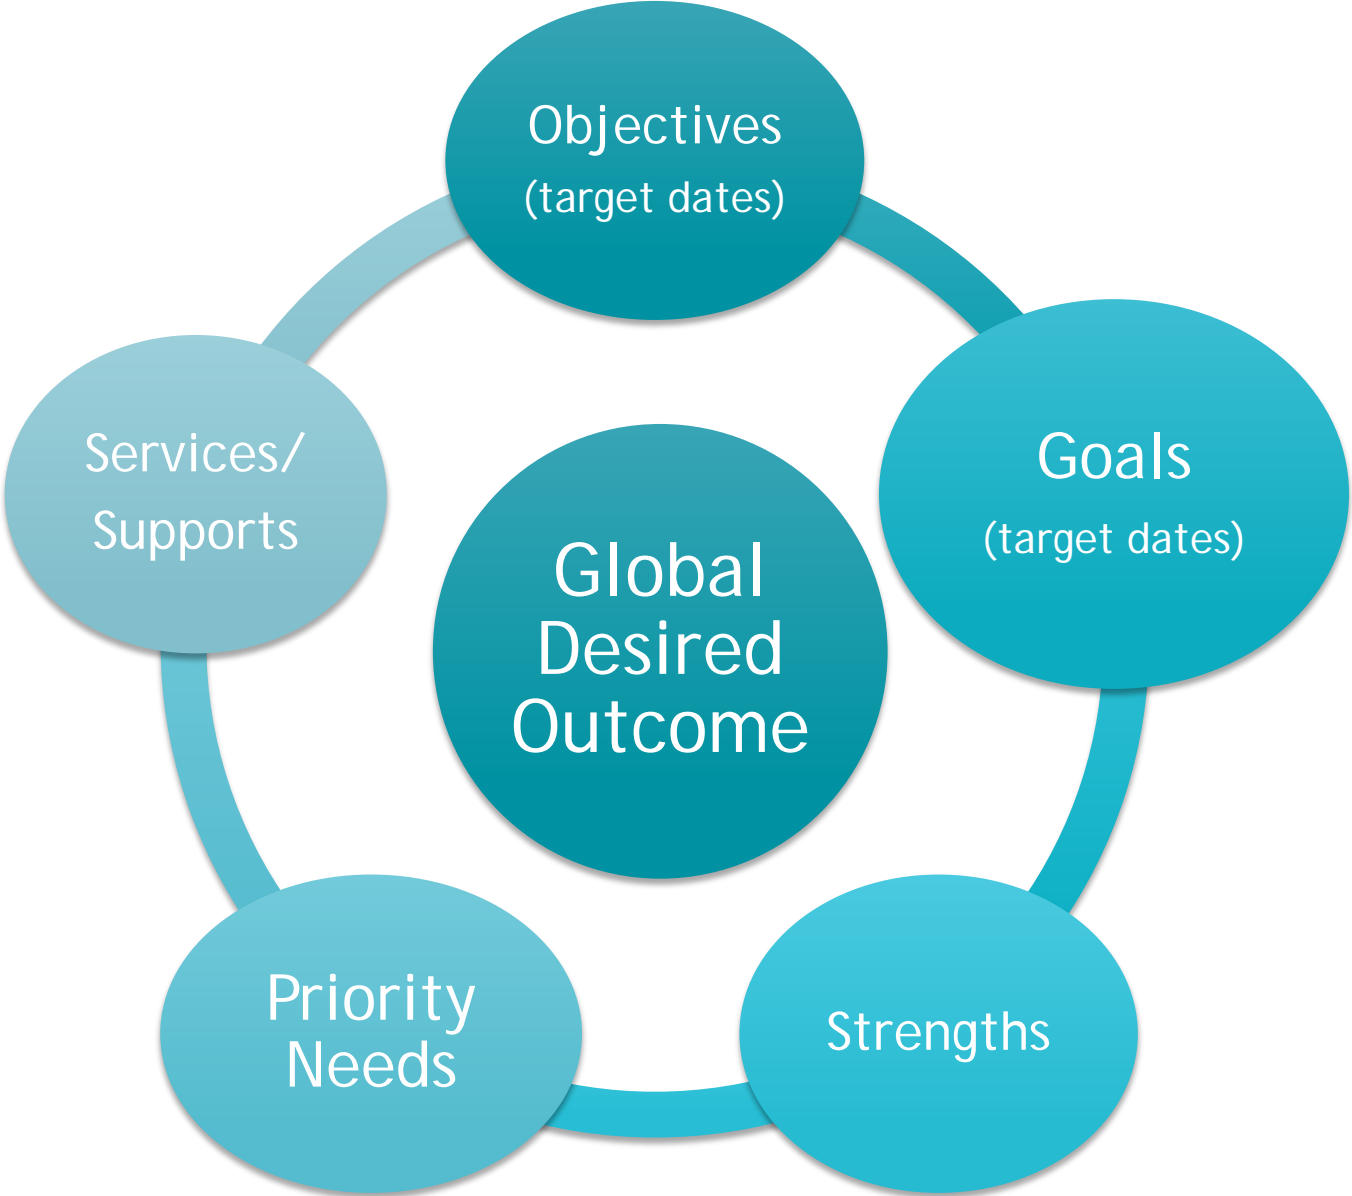 Objectives
(target dates)
Goals
(target dates)
Services/
Supports
Global
Desired
Outcome
Priority
Needs
Strengths